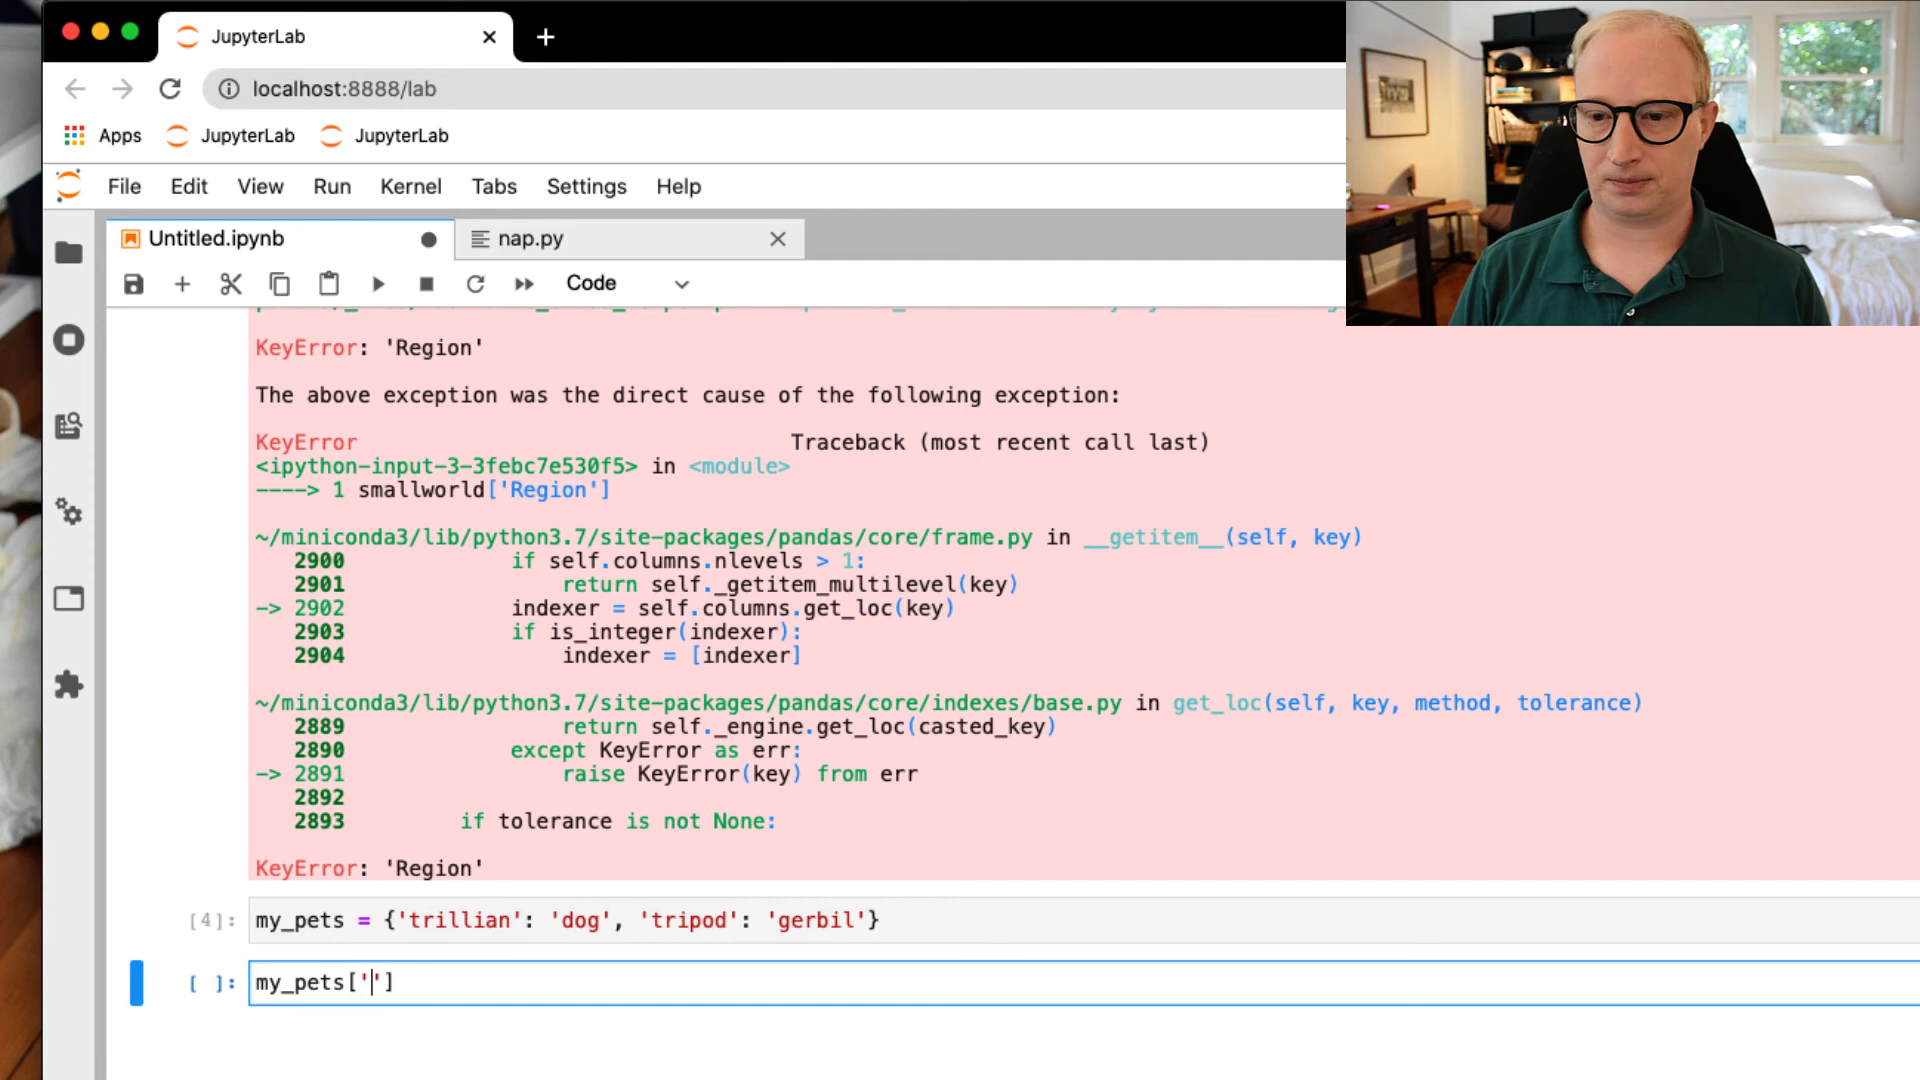 JupyterLab
localhost:8888/lab
Apps JupyterLab JupyterLab
File Edit View Run Kernel Tabs Settings Help
Untitled.ipynb nap.py
Code
KeyError: 'Region'
The above exception was the direct cause of the following exception:
KeyError Traceback (most recent call last)
<ipython-input-3-3febc7e530f5> in <module>
----> 1 smallworld['Region']
~/miniconda3/lib/python3.7/site-packages/pandas/core/frame.py in __getitem__(self, key)
2900 if self.columns.nlevels > 1:
2901 return self._getitem_multilevel(key)
-> 2902 indexer = self.columns.get_loc(key)
2903 if is_integer(indexer):
2904 indexer = [indexer]
~/miniconda3/lib/python3.7/site-packages/pandas/core/indexes/base.py in get_loc(self, key, method, tolerance)
2889 return self._engine.get_loc(casted_key)
2890 except KeyError as err:
-> 2891 raise KeyError(key) from err
2892
2893 if tolerance is not None:
KeyError: 'Region'
[4]: my_pets = {'trillian': 'dog', 'tripod': 'gerbil'}
[ ]: my_pets['']